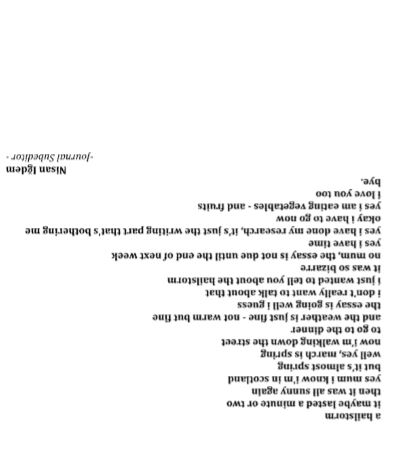 a hailstorm
it maybe lasted a minute or two
then it was all sunny again
yes mum i know i'm in scotland
but it's almost spring
well yes, march is spring
now i'm walking down the street
to go to the dinner
and the weather is just fine - not warm but fine
the essay is going well i guess
i don't really want to talk about that
i just wanted to tell you about the hailstorm
it was so bizarre
no mum, the essay is not due until the end of next week
yes i have time
yes i have done my research, it's just the writing part that's bothering me
okay i have to go now
yes i am eating vegetables - and fruits
i love you too
bye.
Nisan Iğdem
-Journal Subeditor -